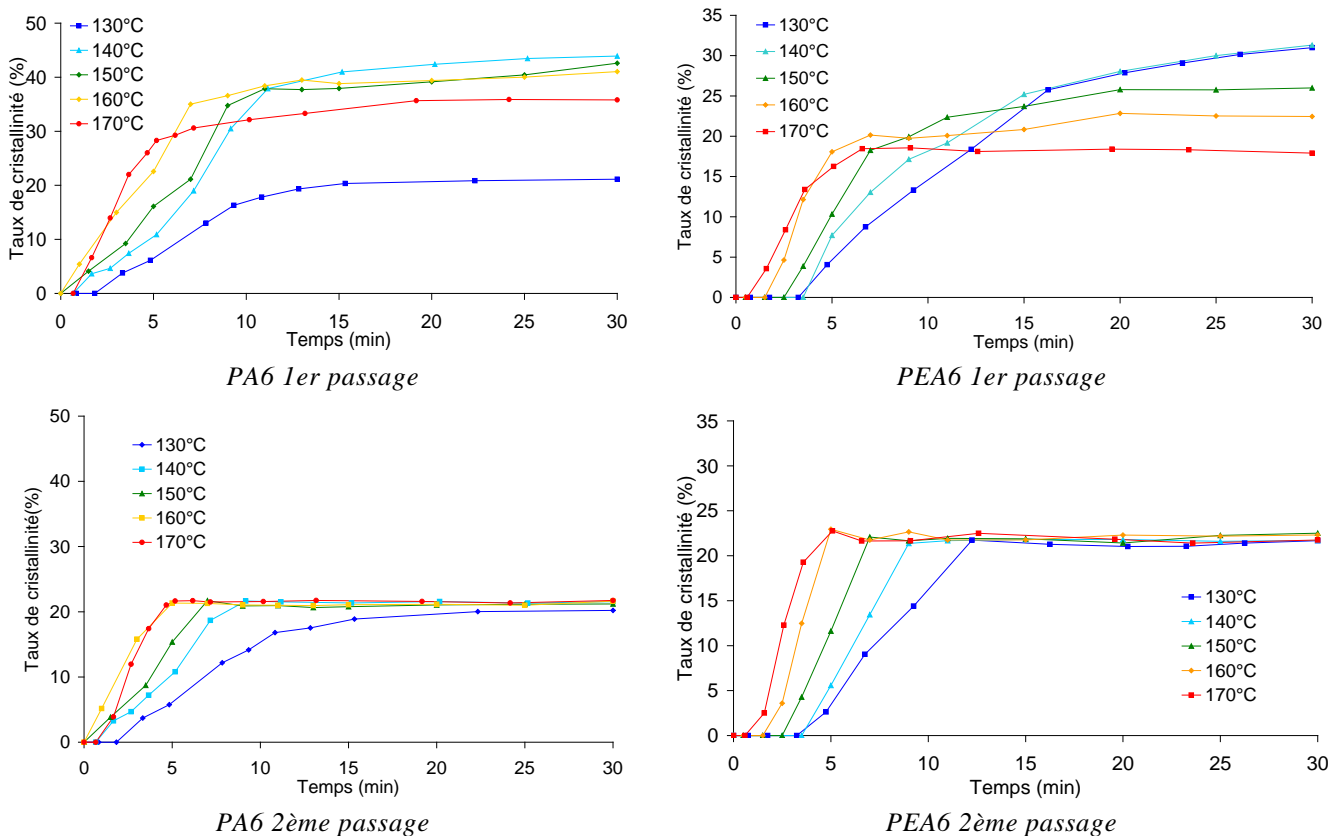 Taux de cristallinité (%)
50
40
30
20
10
0
130°C
140°C
150°C
160°C
170°C
0 5 10 15 20 25 30
Temps (min)
PA6 1er passage
Taux de cristallinité (%)
35
30
25
20
15
10
5
0
130°C
140°C
150°C
160°C
170°C
0 5 10 15 20 25 30
Temps (min)
PEA6 1er passage
Taux de cristallinité(%)
50
40
30
20
10
0
130°C
140°C
150°C
160°C
170°C
0 5 10 15 20 25 30
Temps (min)
PA6 2ème passage
Taux de cristallinité (%)
35
30
25
20
15
10
5
0
130°C
140°C
150°C
160°C
170°C
0 5 10 15 20 25 30
Temps (min)
PEA6 2ème passage